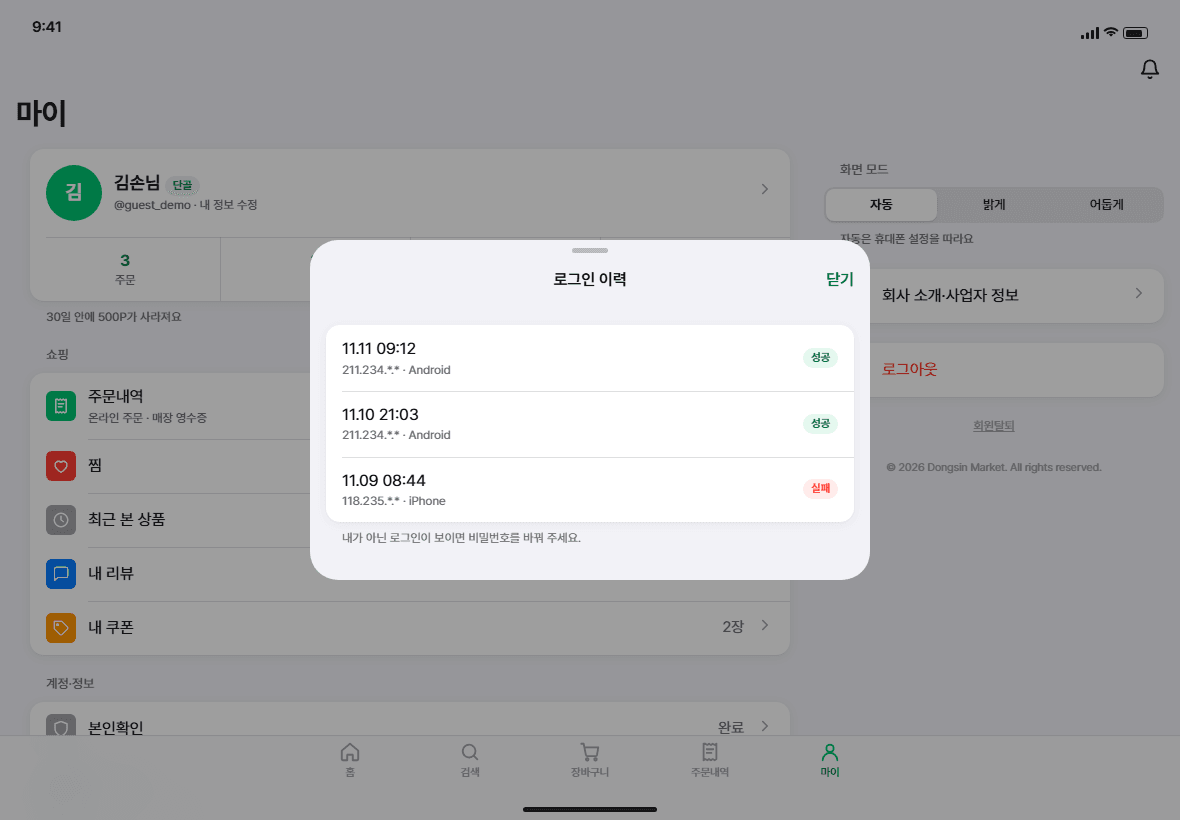 9:41
마이
김
김손님 단골
@guest_demo · 내 정보 수정
3
주문
30일 안에 500P가 사라져요
쇼핑
주문내역
온라인 주문 · 매장 영수증
찜
최근 본 상품
내 리뷰
내 쿠폰
2장
계정·정보
본인확인
완료
화면 모드
자동
밝게
어둡게
자동은 휴대폰 설정을 따라요
회사 소개·사업자 정보
로그아웃
회원탈퇴
© 2026 Dongsin Market. All rights reserved.
로그인 이력
닫기
11.11 09:12
211.234.*.* · Android
성공
11.10 21:03
211.234.*.* · Android
성공
11.09 08:44
118.235.*.* · iPhone
실패
내가 아닌 로그인이 보이면 비밀번호를 바꿔 주세요.
홈
검색
장바구니
주문내역
마이